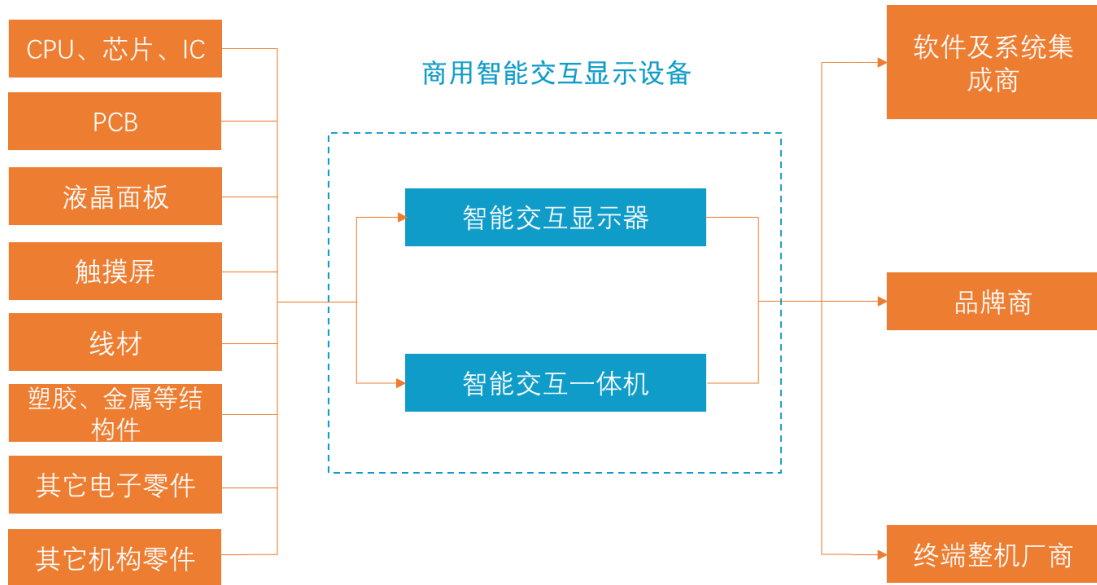 CPU、芯片、IC
PCB
液晶面板
触摸屏
线材
塑胶、金属等结
构件
其它电子零件
其它机构零件
商用智能交互显示设备
智能交互显示器
智能交互一体机
软件及系统集
成商
品牌商
终端整机厂商